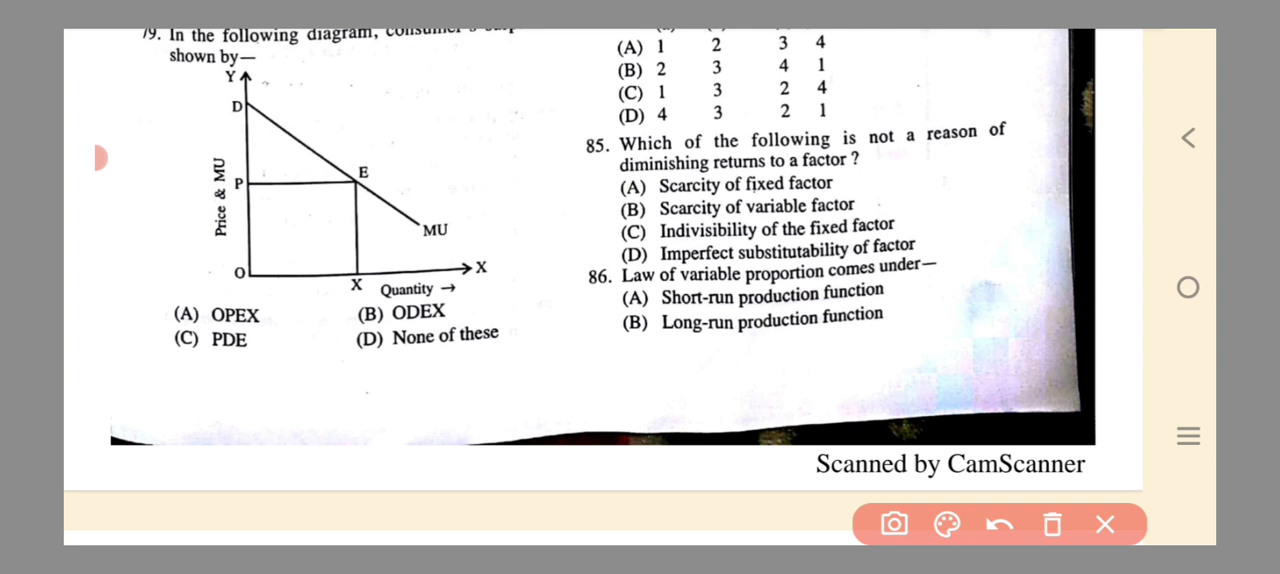 79. In the following diagram,
shown by—
Y
D
E
P
Price & MU
MU
O
X
X Quantity →
(A) OPEX (B) ODEX
(C) PDE (D) None of these
(A) 1 2 3 4
(B) 2 3 4 1
(C) 1 3 2 4
(D) 4 3 2 1
85. Which of the following is not a reason of
diminishing returns to a factor ?
(A) Scarcity of fixed factor
(B) Scarcity of variable factor
(C) Indivisibility of the fixed factor
(D) Imperfect substitutability of factor
86. Law of variable proportion comes under—
(A) Short-run production function
(B) Long-run production function
Scanned by CamScanner